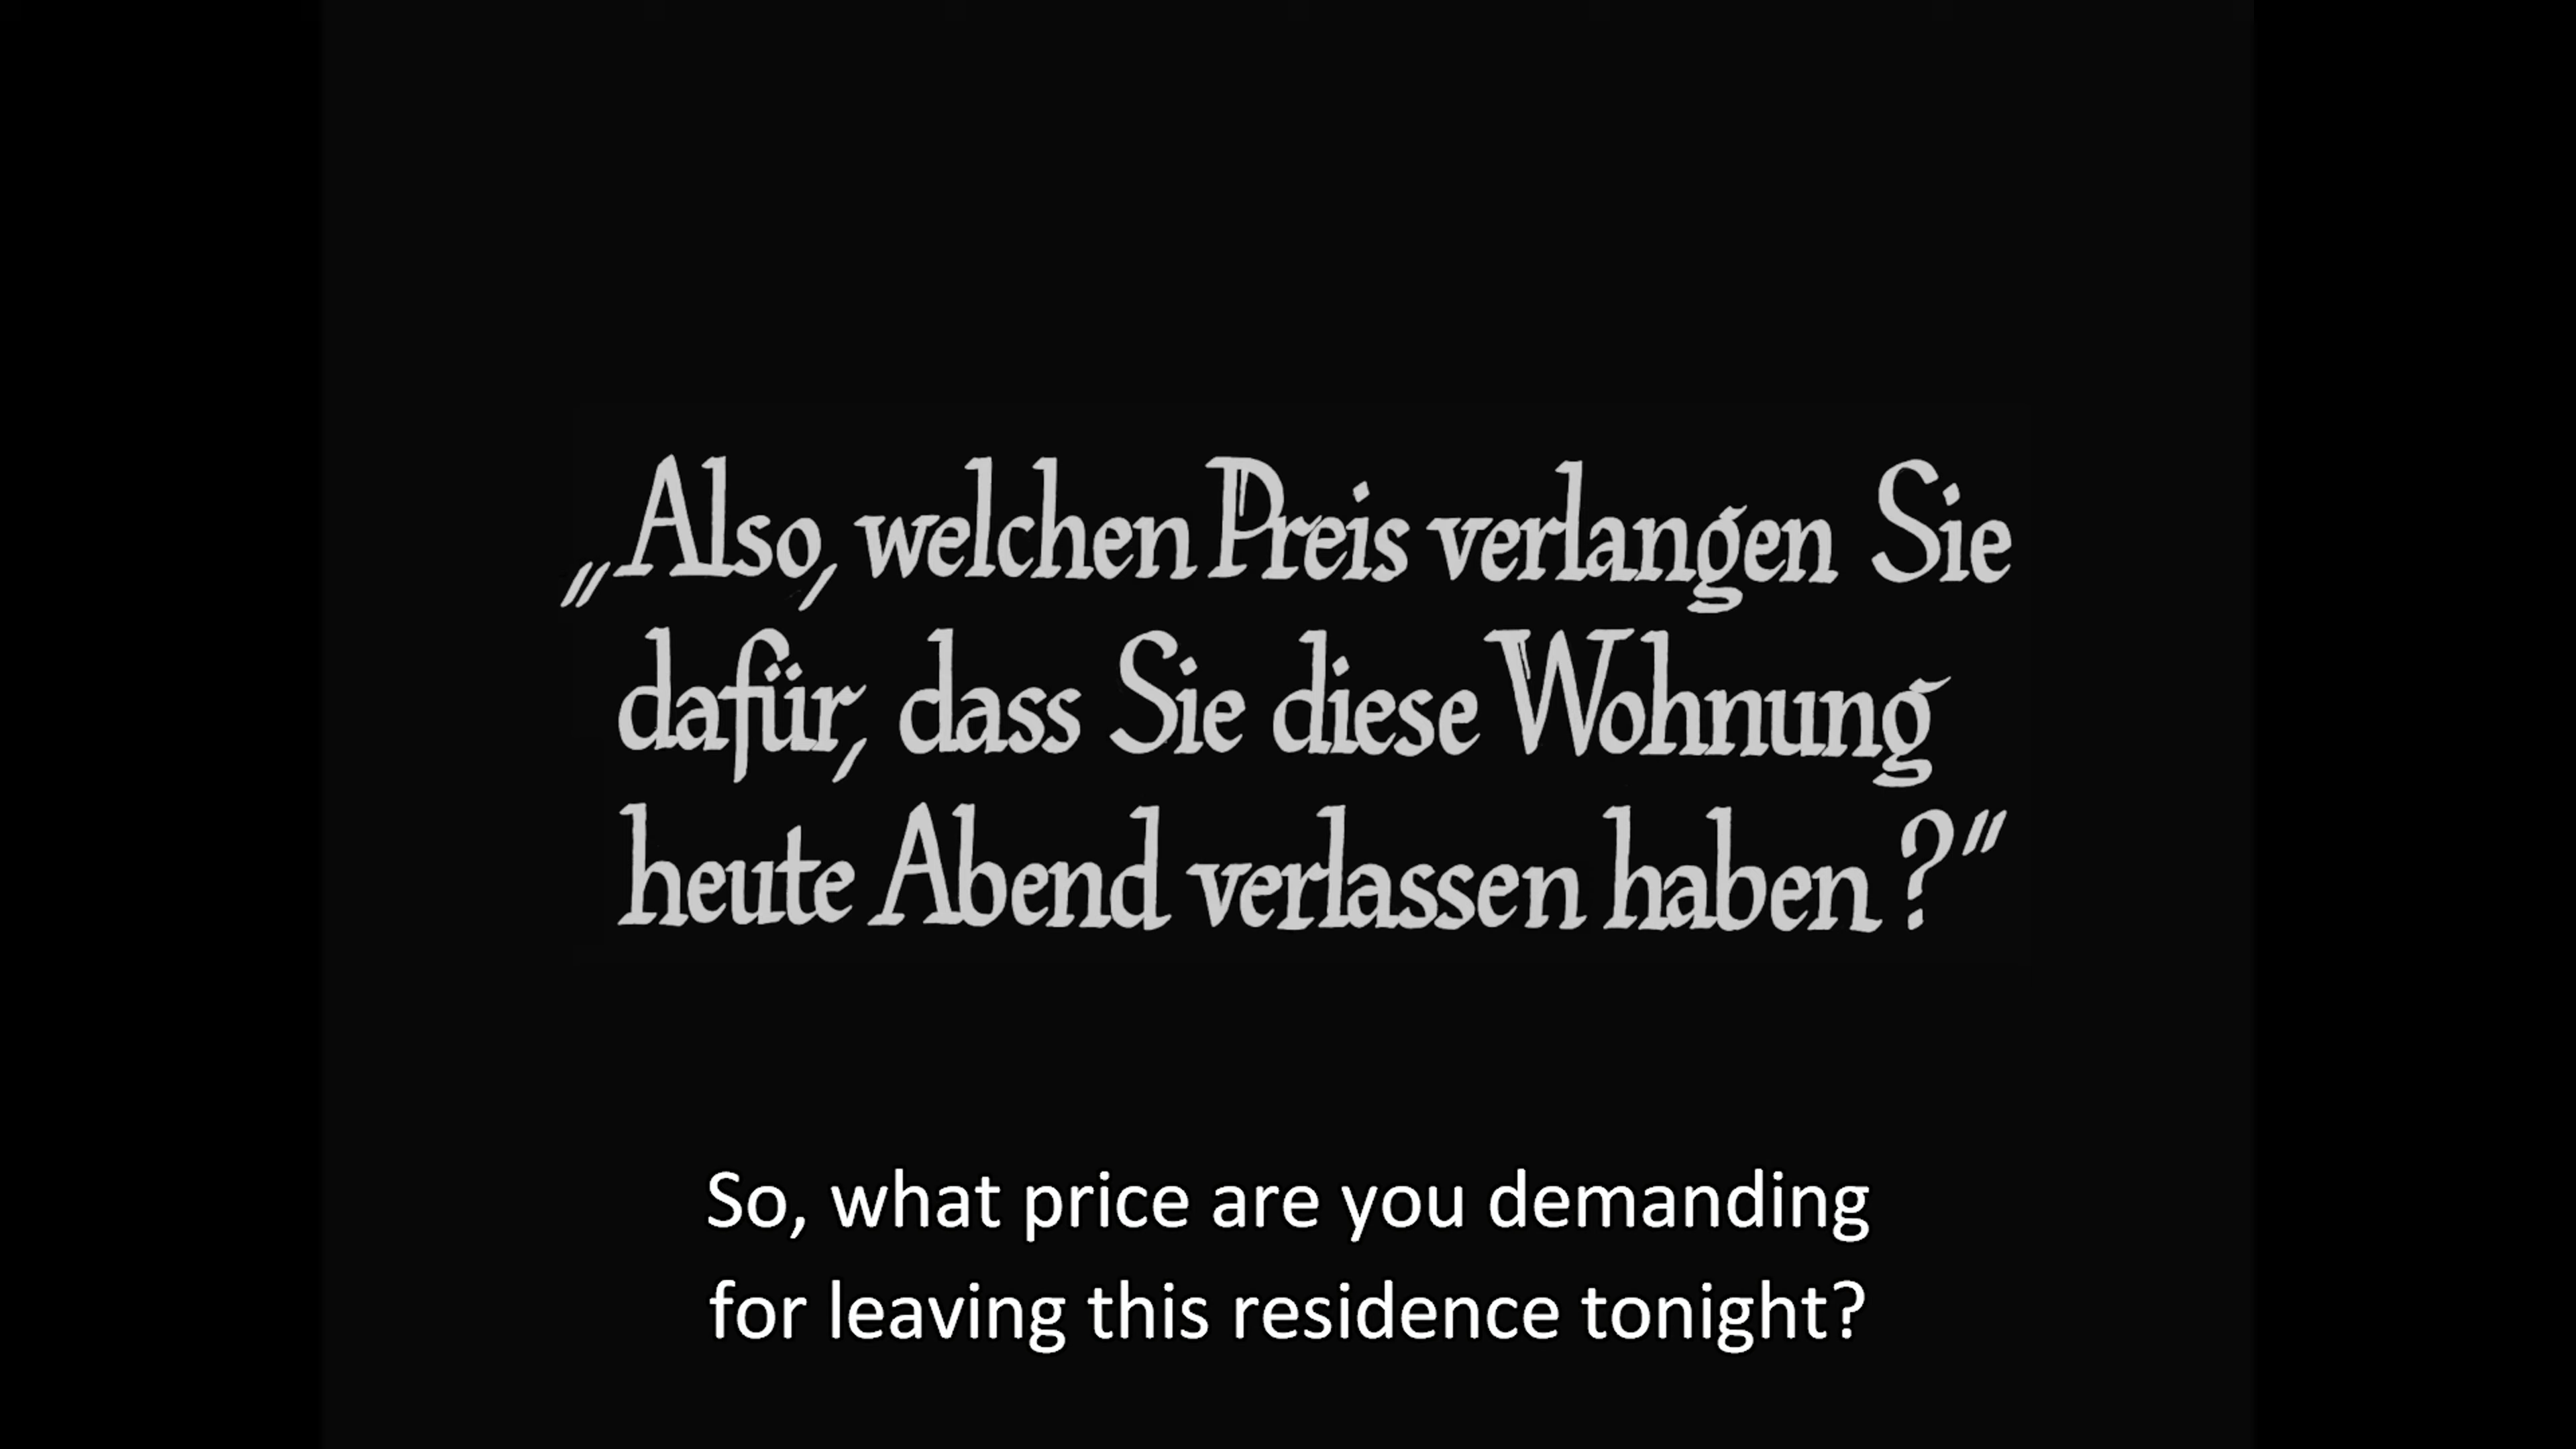 „Also, welchen Preis verlangen Sie
dafür, dass Sie diese Wohnung
heute Abend verlassen haben?"
So, what price are you demanding
for leaving this residence tonight?